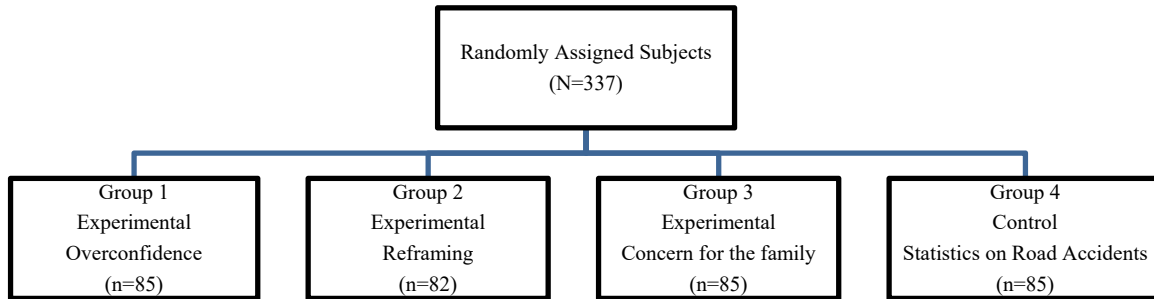 Randomly Assigned Subjects
(N=337)
Group 1
Experimental
Overconfidence
(n=85)
Group 2
Experimental
Reframing
(n=82)
Group 3
Experimental
Concern for the family
(n=85)
Group 4
Control
Statistics on Road Accidents
(n=85)